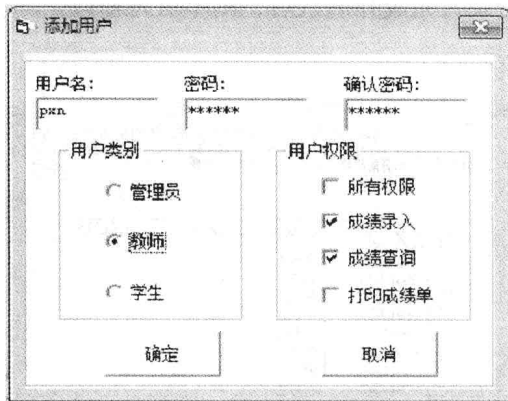 添加用户
用户名: 密码: 确认密码:
pxn ****** ******
用户类别 用户权限
管理员 所有权限
教师 成绩录入
学生 成绩查询
打印成绩单
确定 取消